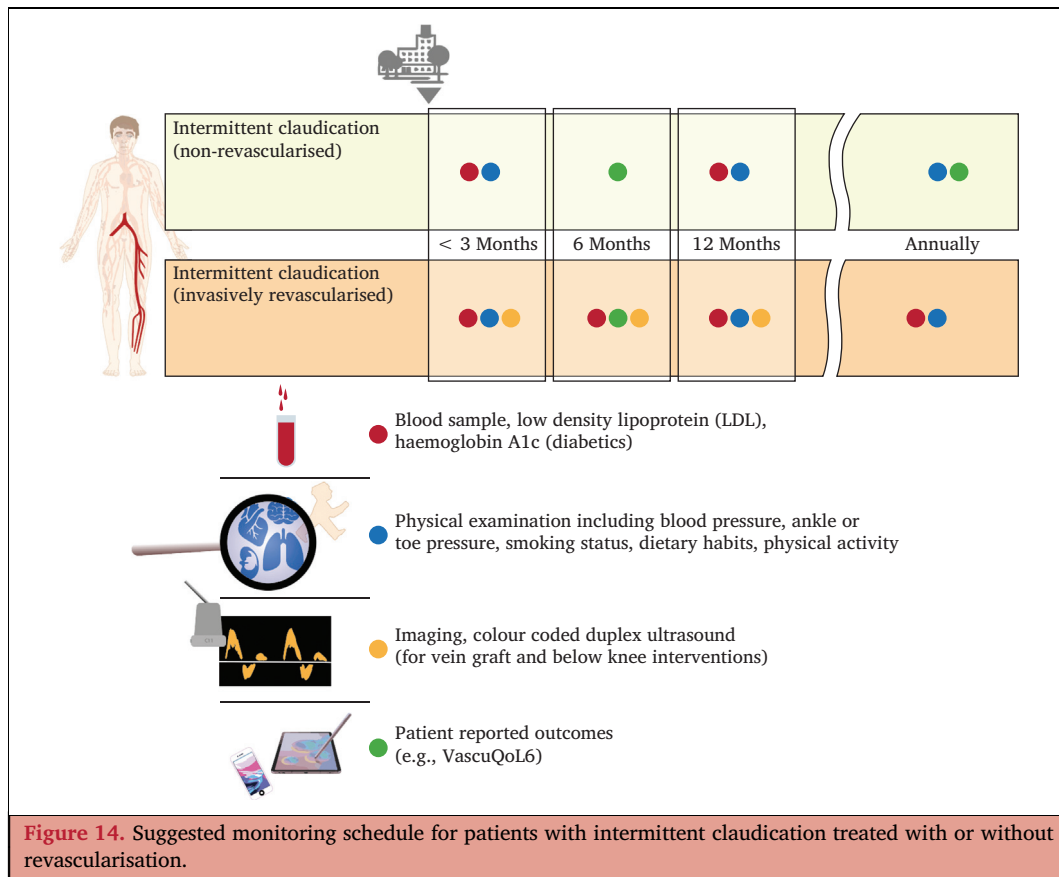 Intermittent claudication
(non-revascularised)
< 3 Months
6 Months
12 Months
Annually
Intermittent claudication
(invasively revascularised)
Blood sample, low density lipoprotein (LDL),
haemoglobin A1c (diabetics)
Physical examination including blood pressure, ankle or
toe pressure, smoking status, dietary habits, physical activity
Imaging, colour coded duplex ultrasound
(for vein graft and below knee interventions)
Patient reported outcomes
(e.g., VascuQoL6)
Figure 14. Suggested monitoring schedule for patients with intermittent claudication treated with or without
revascularisation.